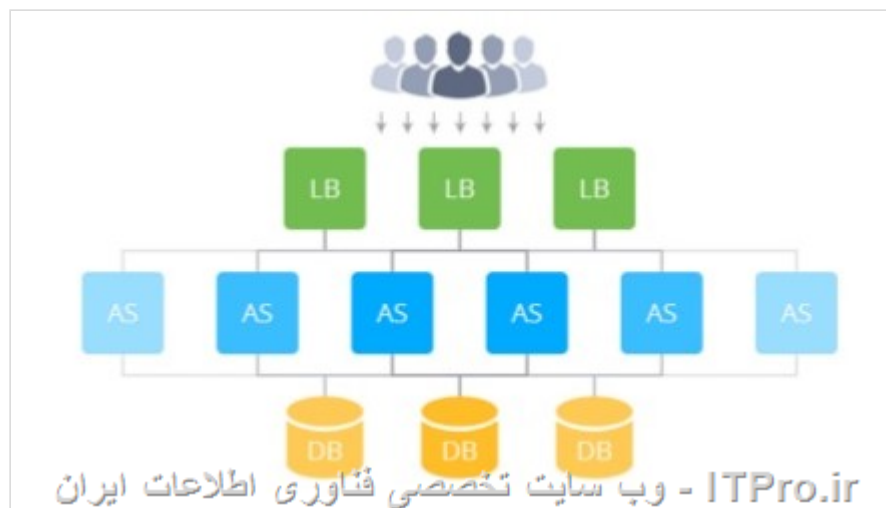 LB LB LB
AS AS AS AS AS AS
DB DB DB
ITPro.ir - وب سایت تخصصی فناوری اطلاعات ایران